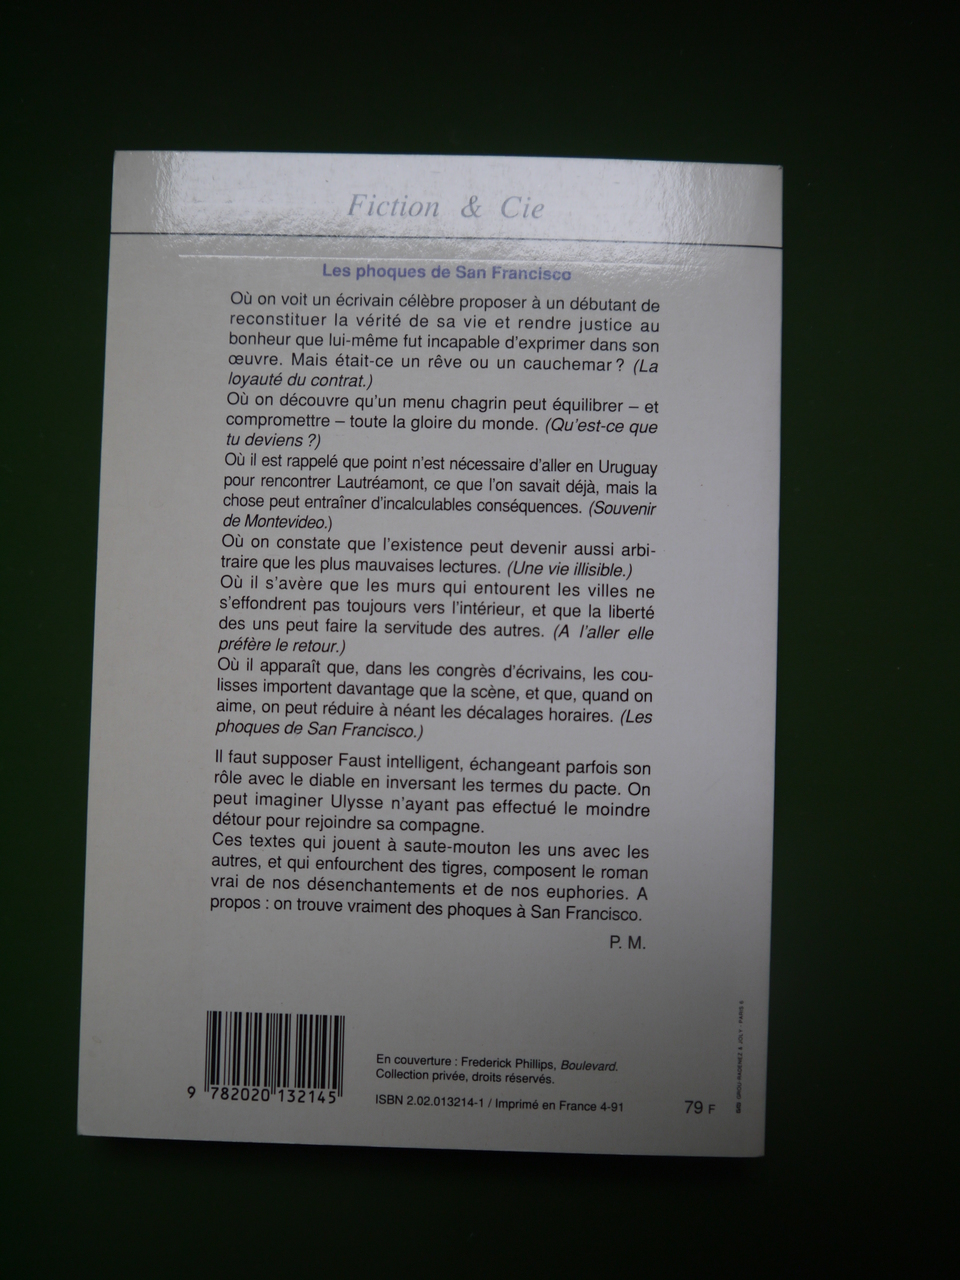 Fiction & Cie
Les phoques de San Francisco
Où on voit un écrivain célèbre proposer à un débutant de
reconstituer la vérité de sa vie et rendre justice au
bonheur que lui-même fut incapable d'exprimer dans son
œuvre. Mais était-ce un rêve ou un cauchemar ? (La
loyauté du contrat.)
Où on découvre qu'un menu chagrin peut équilibrer – et
compromettre – toute la gloire du monde. (Qu'est-ce que
tu deviens ?)
Où il est rappelé que point n'est nécessaire d'aller en Uruguay
pour rencontrer Lautréamont, ce que l'on savait déjà, mais la
chose peut entraîner d'incalculables conséquences. (Souvenir
de Montevideo.)
Où on constate que l'existence peut devenir aussi arbi-
traire que les plus mauvaises lectures. (Une vie illisible.)
Où il s'avère que les murs qui entourent les villes ne
s'effondrent pas toujours vers l'intérieur, et que la liberté
des uns peut faire la servitude des autres. (A l'aller elle
préfère le retour.)
Où il apparaît que, dans les congrès d'écrivains, les cou-
lisses importent davantage que la scène, et que, quand on
aime, on peut réduire à néant les décalages horaires. (Les
phoques de San Francisco.)
Il faut supposer Faust intelligent, échangeant parfois son
rôle avec le diable en inversant les termes du pacte. On
peut imaginer Ulysse n'ayant pas effectué le moindre
détour pour rejoindre sa compagne.
Ces textes qui jouent à saute-mouton les uns avec les
autres, et qui enfourchent des tigres, composent le roman
vrai de nos désenchantements et de nos euphories. A
propos : on trouve vraiment des phoques à San Francisco.
P. M.
9 782020 132145
En couverture : Frederick Phillips, Boulevard.
Collection privée, droits réservés.
ISBN 2.02.013214-1 / Imprimé en France 4-91
79 F